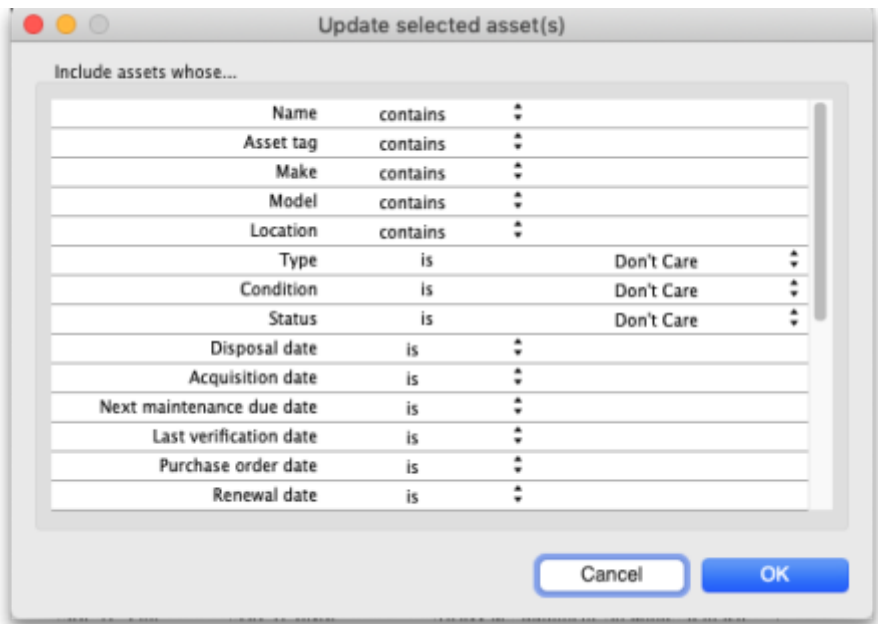 Update selected asset(s)
Include assets whose...
Name contains
Asset tag contains
Make contains
Model contains
Location contains
Type is Don't Care
Condition is Don't Care
Status is Don't Care
Disposal date is
Acquisition date is
Next maintenance due date is
Last verification date is
Purchase order date is
Renewal date is
Cancel OK